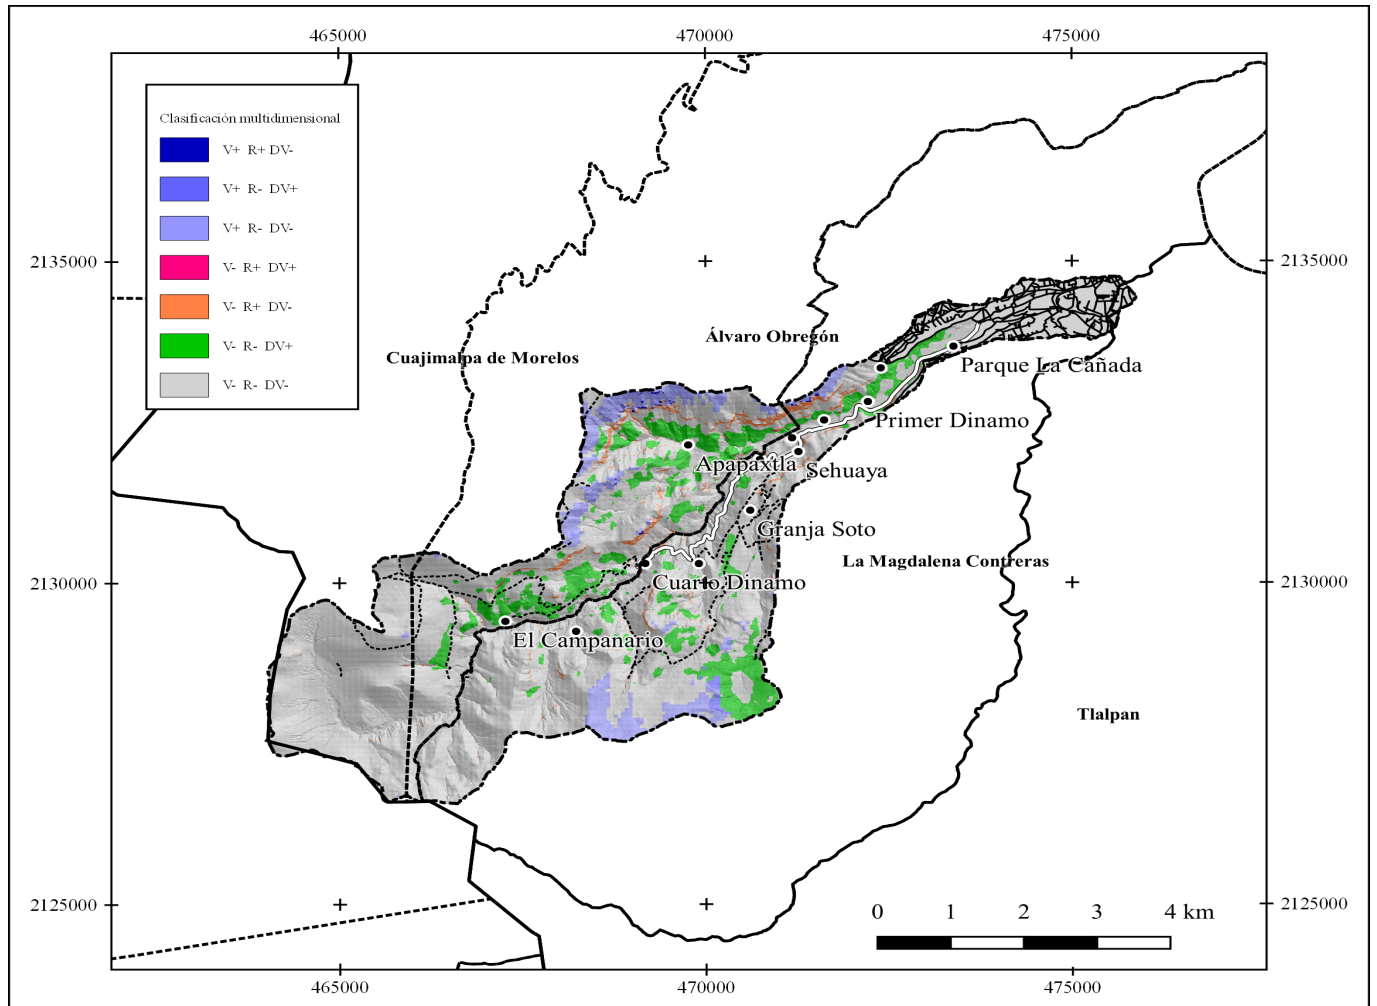 465000
470000
475000
Clasificación multidimensional
V+ R+ DV-
V+ R- DV+
V+ R- DV-
V- R+ DV+
V- R+ DV-
V- R- DV+
V- R- DV-
2135000
2135000
Álvaro Obregón
Cuajimalpa de Morelos
Parque La Cañada
Primer Dinamo
Apapaxtla
Sehuaya
Granja Soto
La Magdalena Contreras
2130000
2130000
Cuarto Dinamo
El Campanario
Tlalpan
2125000
2125000
0 1 2 3 4 km
465000
470000
475000